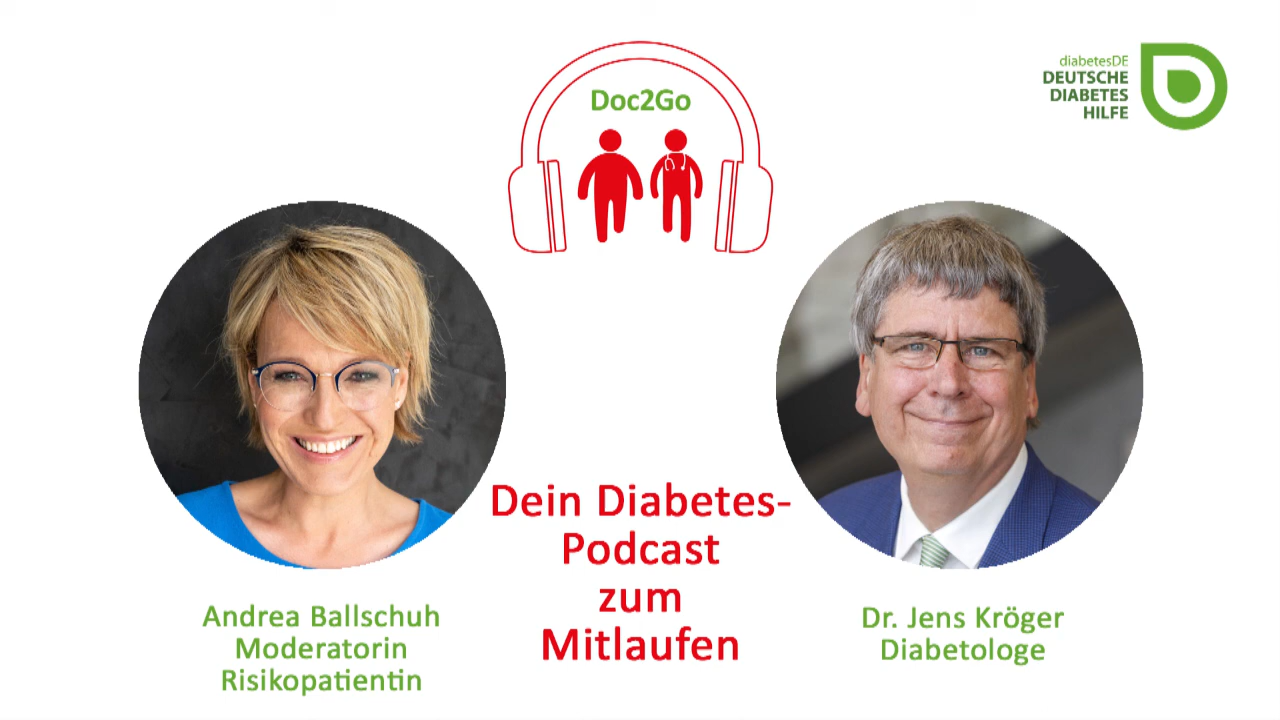 Doc2Go
diabetesDE
DEUTSCHE
DIABETES
HILFE
Dein Diabetes-
Podcast
zum
Mitlaufen
Andrea Ballschuh
Moderatorin
Risikopatientin
Dr. Jens Kröger
Diabetologe